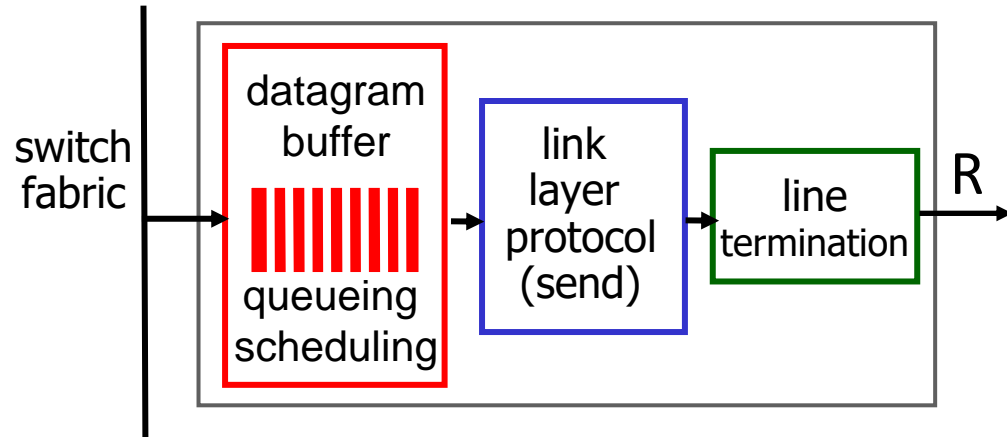 switch
fabric
datagram
buffer
queueing
scheduling
link
layer
protocol
(send)
line
termination
R